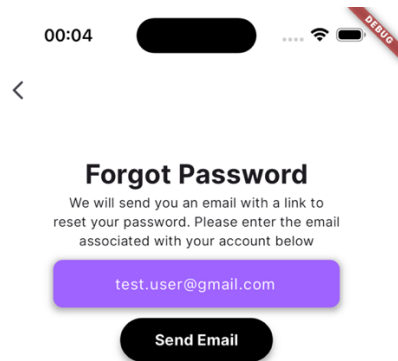 00:04
DEBUG
Forgot Password
We will send you an email with a link to
reset your password. Please enter the email
associated with your account below
test.user@gmail.com
Send Email